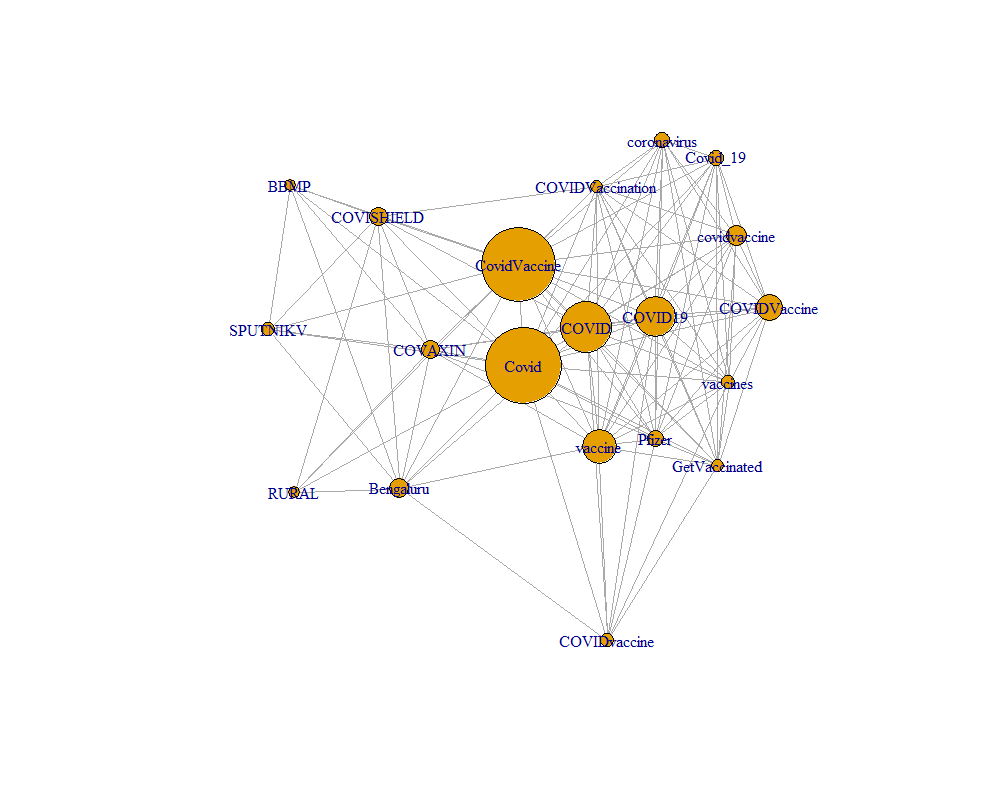 coronavirus
Covid_19
BBMP
COVIDVaccination
COVISHIELD
covidvaccine
CovidVaccine
COVIDVaccine
COVID19
COVID
SPUTNIKV
COVAXIN
Covid
vaccines
Pfizer
vaccine
GetVaccinated
Bengaluru
RURAL
COVIDvaccine